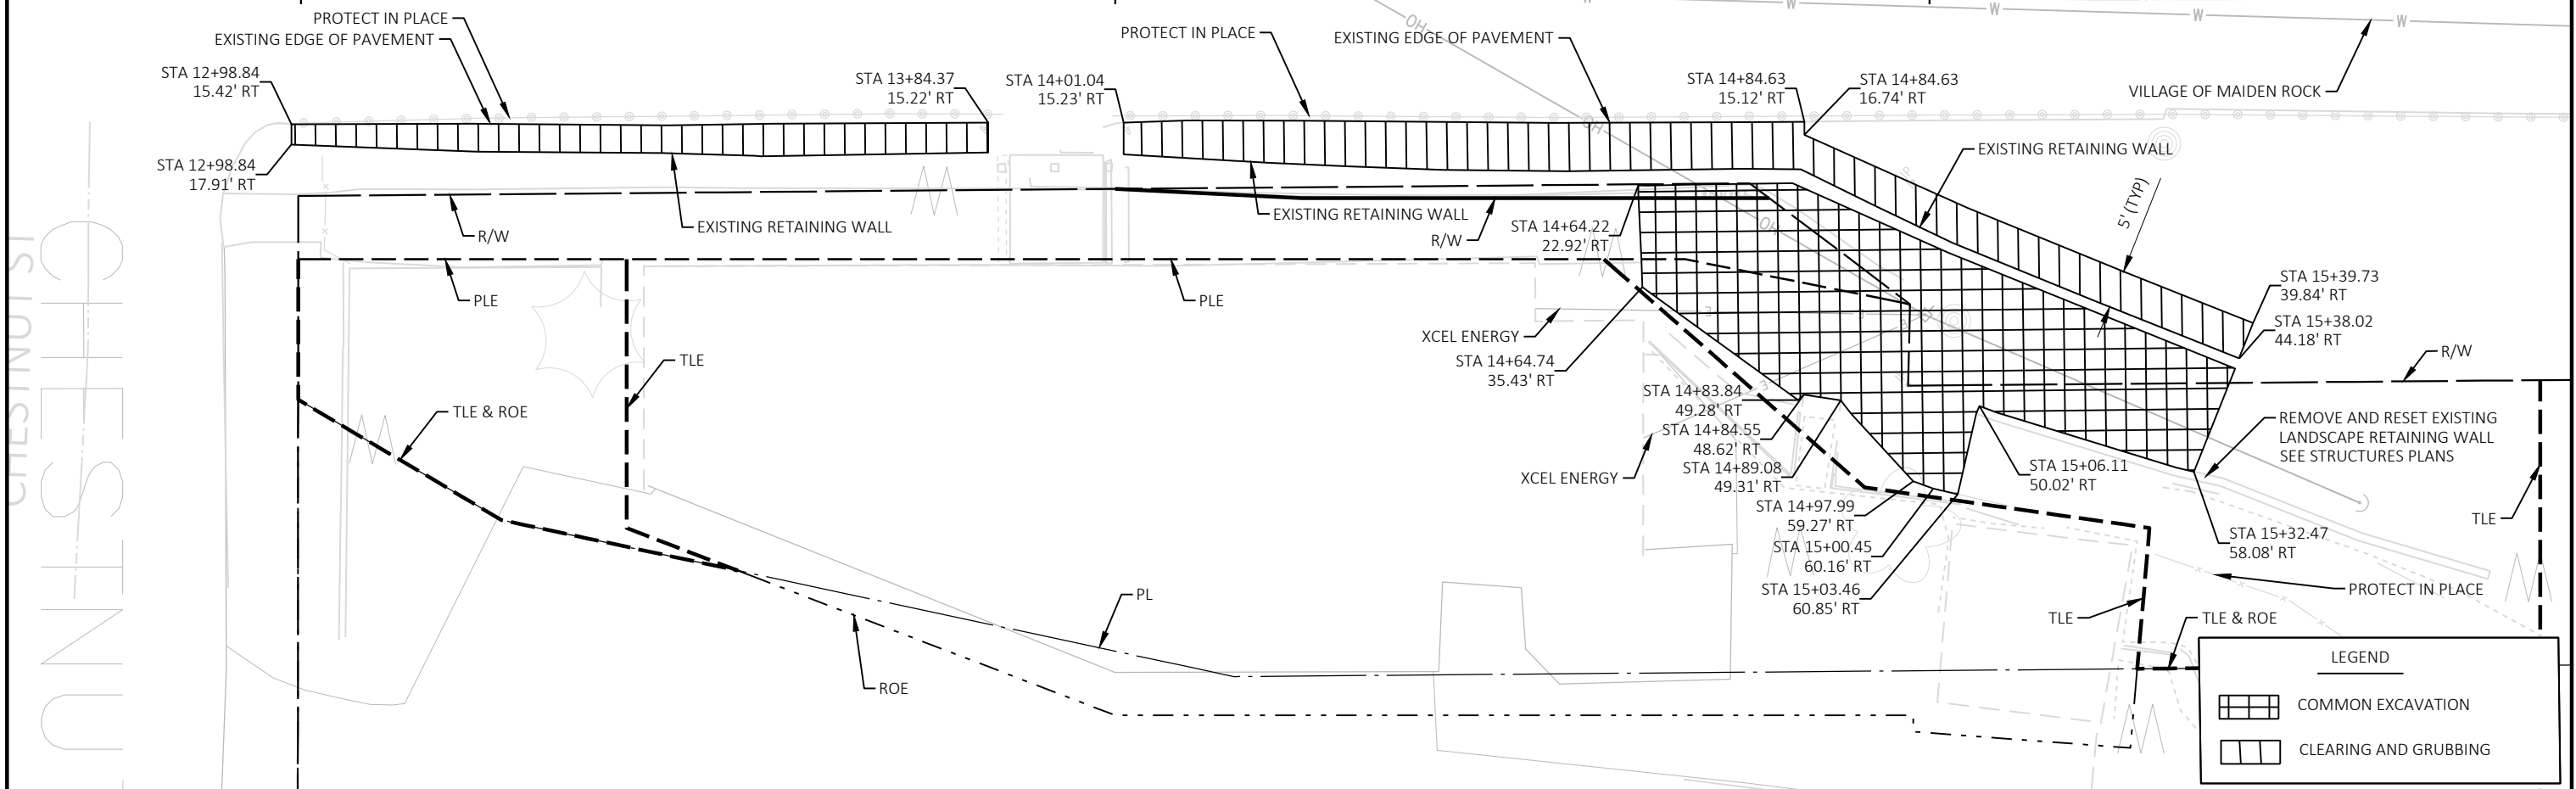 PROTECT IN PLACE
EXISTING EDGE OF PAVEMENT
STA 12+98.84
15.42' RT
STA 12+98.84
17.91' RT
STA 13+84.37
15.22' RT
STA 14+01.04
15.23' RT
PROTECT IN PLACE
EXISTING EDGE OF PAVEMENT
STA 14+84.63
15.12' RT
STA 14+84.63
16.74' RT
VILLAGE OF MAIDEN ROCK
W
W
W
W
W
OH
OH
OH
EXISTING RETAINING WALL
5' (TYP)
R/W
EXISTING RETAINING WALL
EXISTING RETAINING WALL
R/W
STA 14+64.22
22.92' RT
STA 15+39.73
39.84' RT
STA 15+38.02
44.18' RT
R/W
PLE
PLE
XCEL ENERGY
STA 14+64.74
35.43' RT
TLE
TLE & ROE
STA 14+83.84
49.28' RT
STA 14+84.55
48.62' RT
STA 14+89.08
49.31' RT
XCEL ENERGY
STA 14+97.99
59.27' RT
STA 15+00.45
60.16' RT
STA 15+03.46
60.85' RT
STA 15+06.11
50.02' RT
REMOVE AND RESET EXISTING
LANDSCAPE RETAINING WALL
SEE STRUCTURES PLANS
STA 15+32.47
58.08' RT
TLE
PROTECT IN PLACE
TLE
TLE & ROE
PL
ROE
CHESTNUT ST
CHESTNU
LEGEND
COMMON EXCAVATION
CLEARING AND GRUBBING